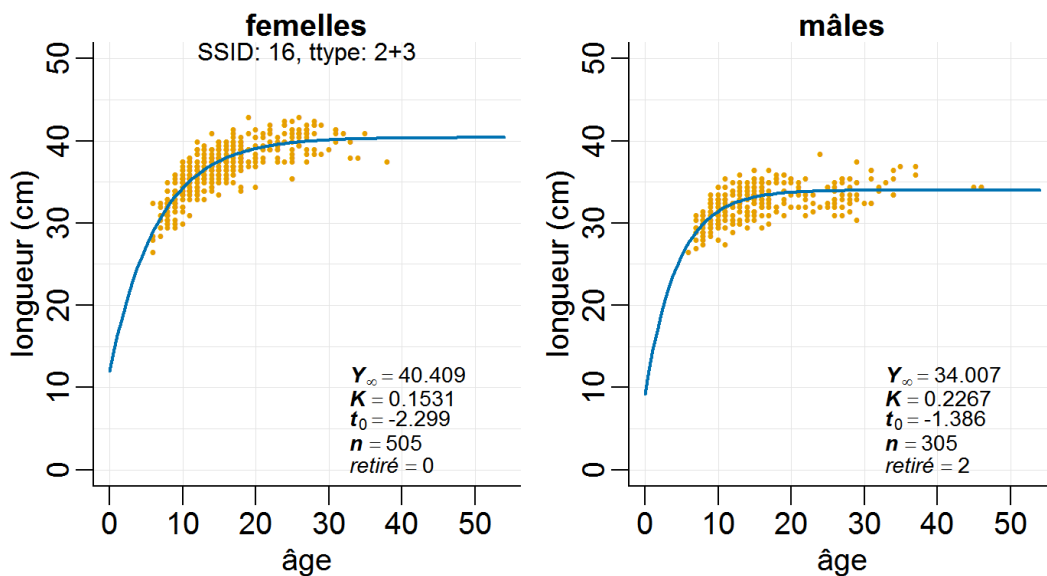 femelles
SSID: 16, ttype: 2+3
longueur (cm)
50
40
30
20
10
0
Y∞ = 40.409
K = 0.1531
t0 = -2.299
n = 505
retiré = 0
0 10 20 30 40 50
âge
mâles
longueur (cm)
50
40
30
20
10
0
Y∞ = 34.007
K = 0.2267
t0 = -1.386
n = 305
retiré = 2
0 10 20 30 40 50
âge